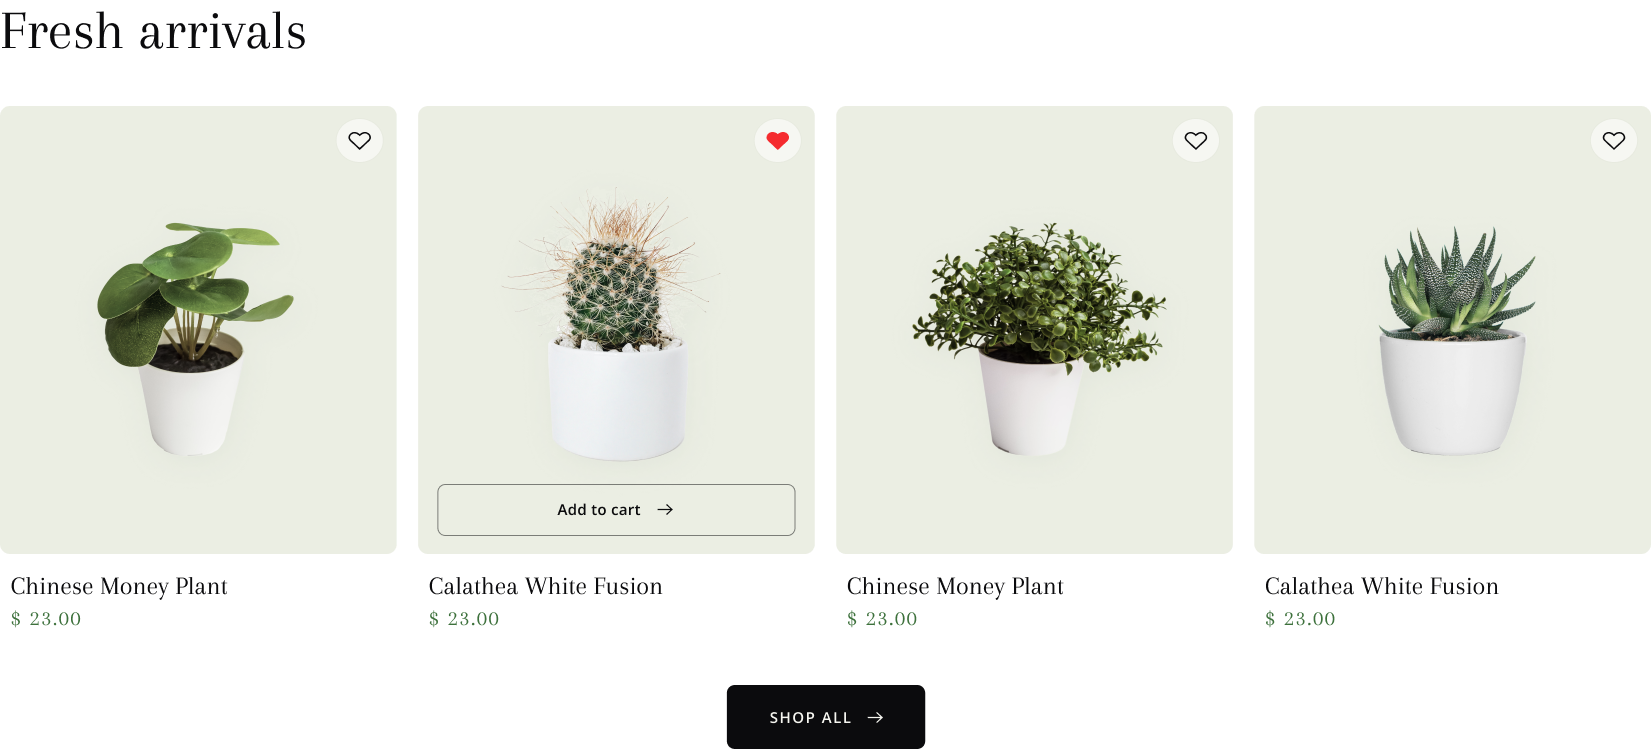 Fresh arrivals
Add to cart
Chinese Money Plant
$ 23.00
Calathea White Fusion
$ 23.00
Chinese Money Plant
$ 23.00
Calathea White Fusion
$ 23.00
SHOP ALL